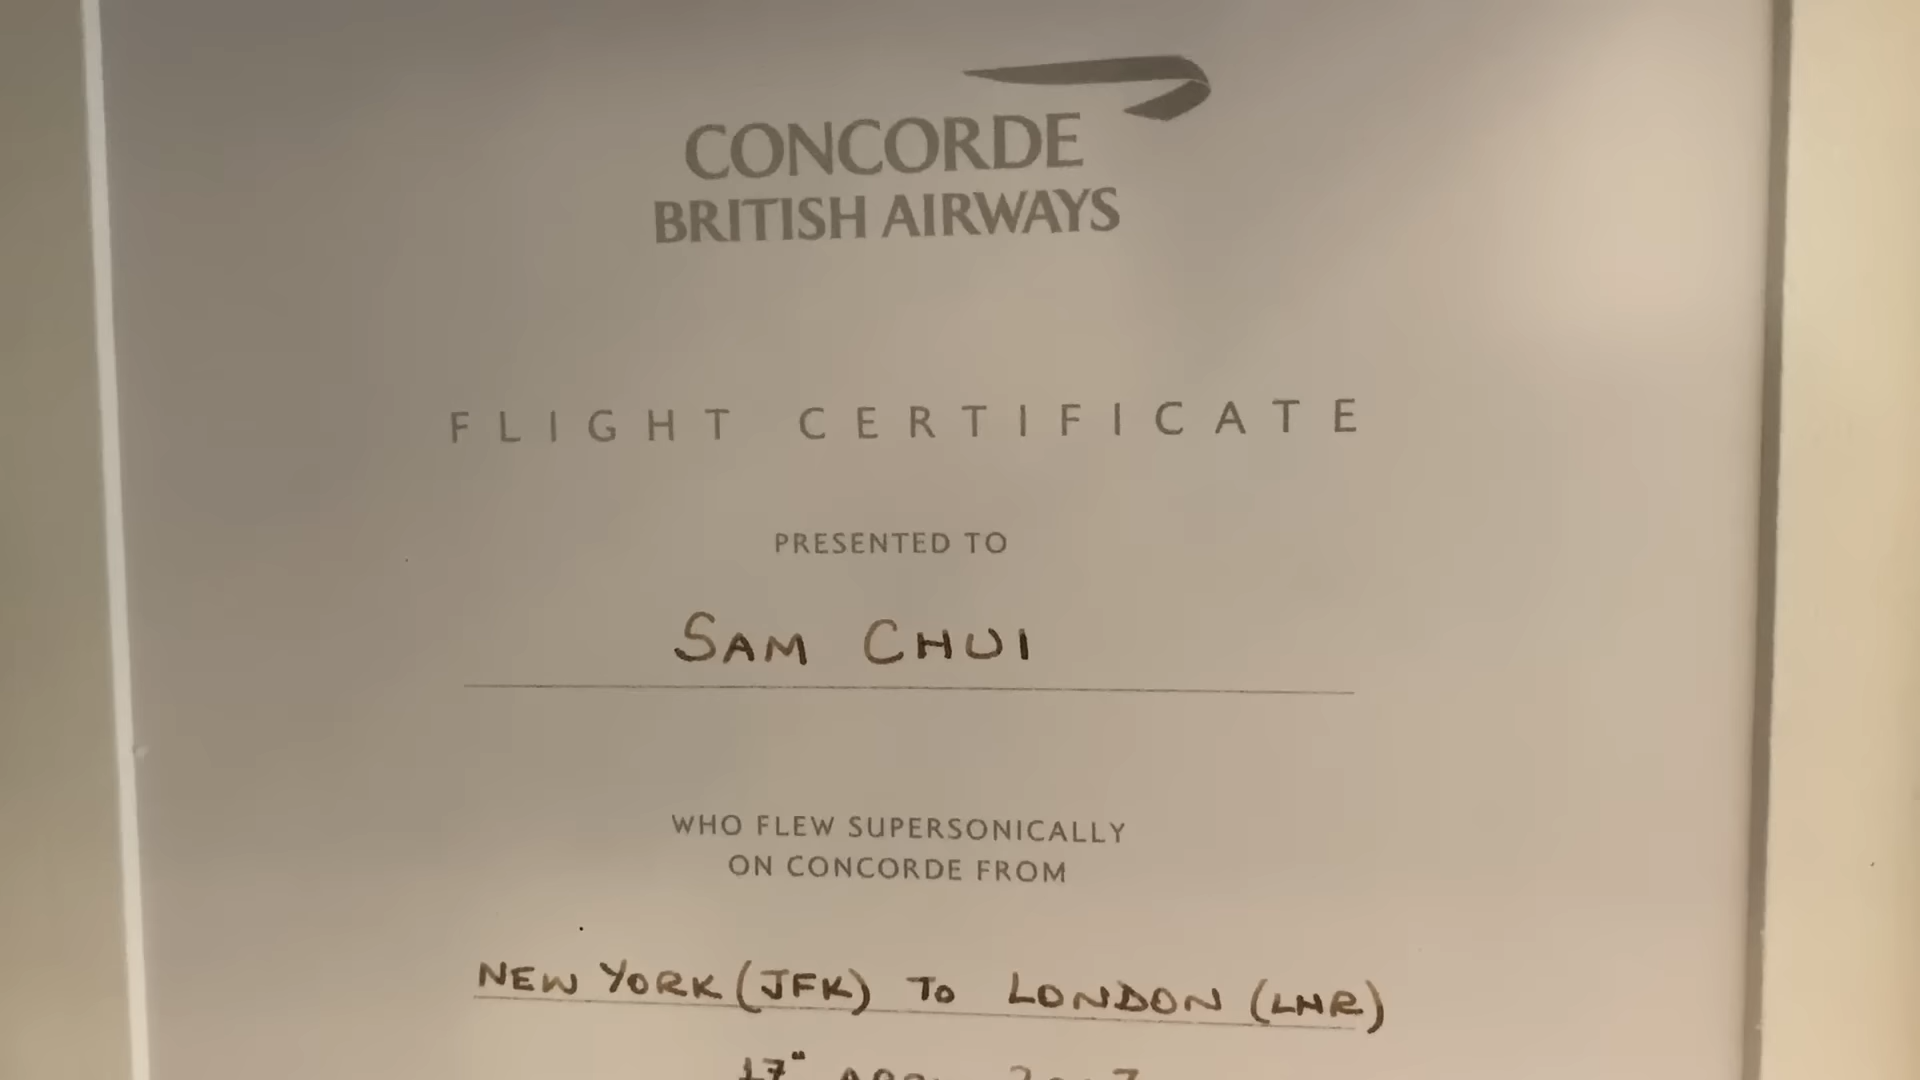 CONCORDE
BRITISH AIRWAYS
FLIGHT CERTIFICATE
PRESENTED TO
SAM CHUI
WHO FLEW SUPERSONICALLY
ON CONCORDE FROM
NEW YORK (JFK) TO LONDON (LHR)
17"